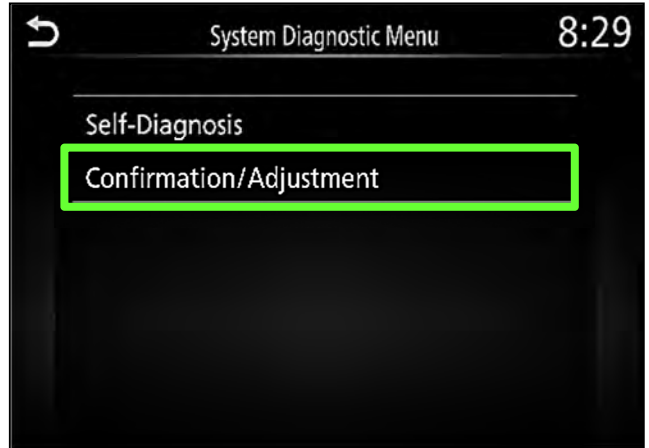 System Diagnostic Menu 8:29
Self-Diagnosis
Confirmation/Adjustment